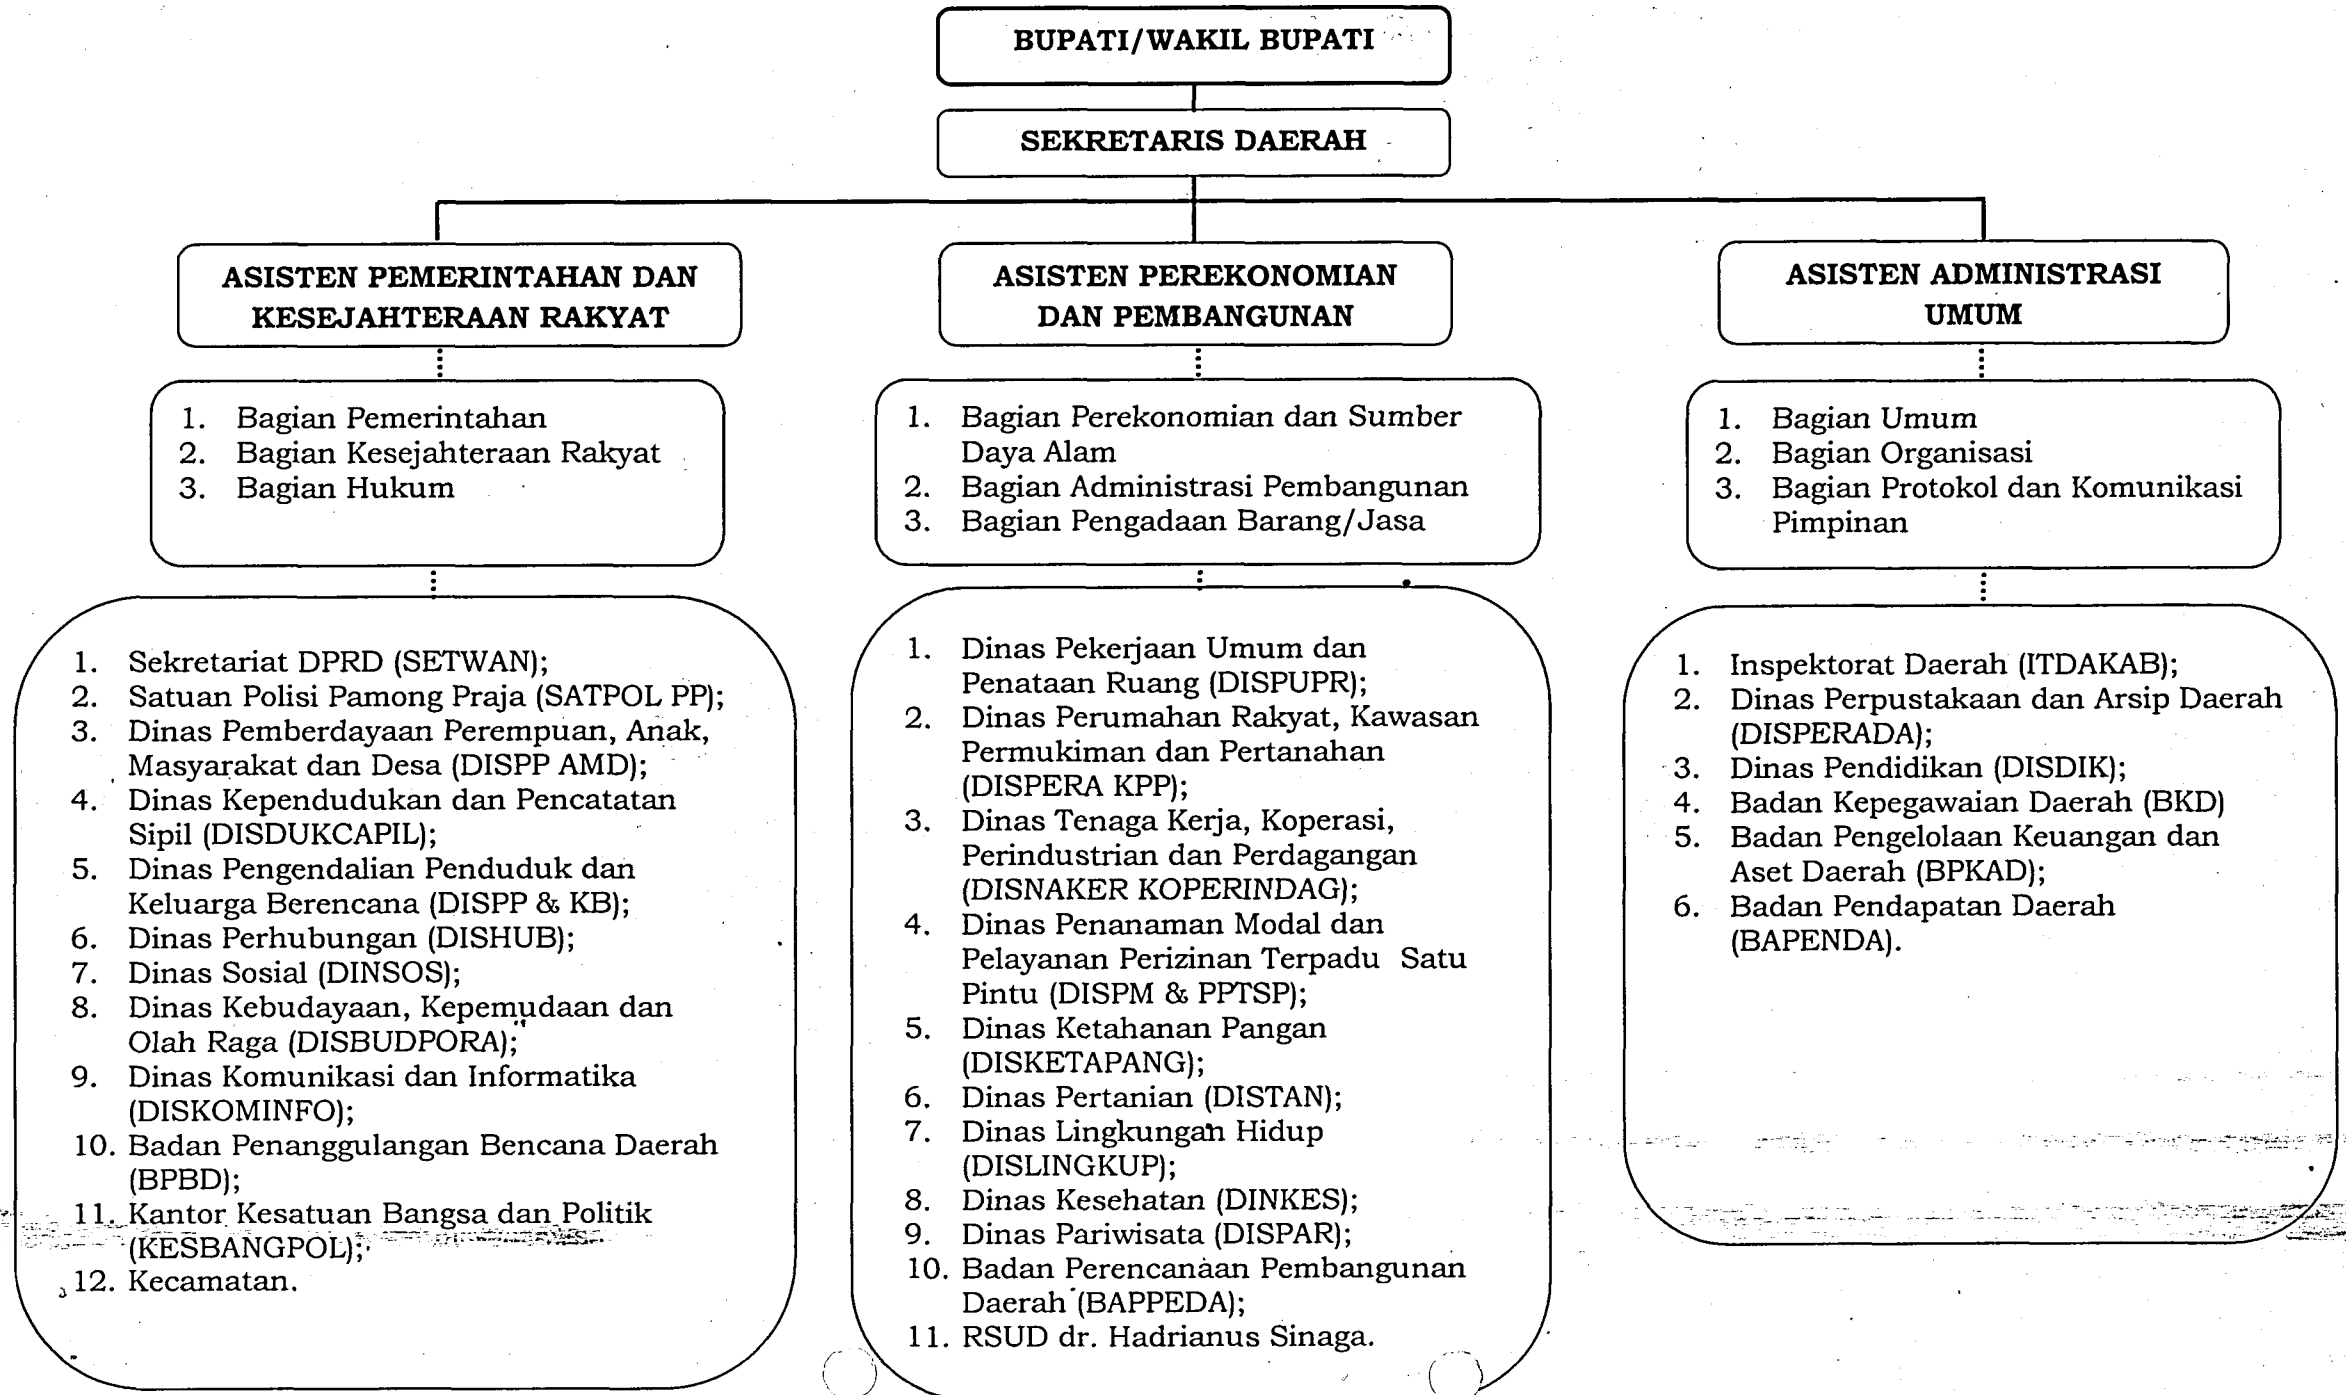 BUPATI/WAKIL BUPATI
SEKRETARIS DAERAH
ASISTEN PEMERINTAHAN DAN
KESEJAHTERAAN RAKYAT
1. Bagian Pemerintahan
2. Bagian Kesejahteraan Rakyat
3. Bagian Hukum
1. Sekretariat DPRD (SETWAN);
2. Satuan Polisi Pamong Praja (SATPOL PP);
3. Dinas Pemberdayaan Perempuan, Anak,
Masyarakat dan Desa (DISPP AMD);
4. Dinas Kependudukan dan Pencatatan
Sipil (DISDUKCAPIL);
5. Dinas Pengendalian Penduduk dan
Keluarga Berencana (DISPP & KB);
6. Dinas Perhubungan (DISHUB);
7. Dinas Sosial (DINSOS);
8. Dinas Kebudayaan, Kepemudaan dan
Olah Raga (DISBUDPORA);
9. Dinas Komunikasi dan Informatika
(DISKOMINFO);
10. Badan Penanggulangan Bencana Daerah
(BPBD);
11. Kantor Kesatuan Bangsa dan Politik
(KESBANGPOL);
12. Kecamatan.
ASISTEN PEREKONOMIAN
DAN PEMBANGUNAN
1. Bagian Perekonomian dan Sumber
Daya Alam
2. Bagian Administrasi Pembangunan
3. Bagian Pengadaan Barang/Jasa
1. Dinas Pekerjaan Umum dan
Penataan Ruang (DISPUPR);
2. Dinas Perumahan Rakyat, Kawasan
Permukiman dan Pertanahan
(DISPERA KPP);
3. Dinas Tenaga Kerja, Koperasi,
Perindustrian dan Perdagangan
(DISNAKER KOPERINDAG);
4. Dinas Penanaman Modal dan
Pelayanan Perizinan Terpadu Satu
Pintu (DISPM & PPTSP);
5. Dinas Ketahanan Pangan
(DISKETAPANG);
6. Dinas Pertanian (DISTAN);
7. Dinas Lingkungan Hidup
(DISLINGKUP);
8. Dinas Kesehatan (DINKES);
9. Dinas Pariwisata (DISPAR);
10. Badan Perencanaan Pembangunan
Daerah (BAPPEDA);
11. RSUD dr. Hadrianus Sinaga.
ASISTEN ADMINISTRASI
UMUM
1. Bagian Umum
2. Bagian Organisasi
3. Bagian Protokol dan Komunikasi
Pimpinan
1. Inspektorat Daerah (ITDAKAB);
2. Dinas Perpustakaan dan Arsip Daerah
(DISPERADA);
3. Dinas Pendidikan (DISDIK);
4. Badan Kepegawaian Daerah (BKD)
5. Badan Pengelolaan Keuangan dan
Aset Daerah (BPKAD);
6. Badan Pendapatan Daerah
(BAPENDA).